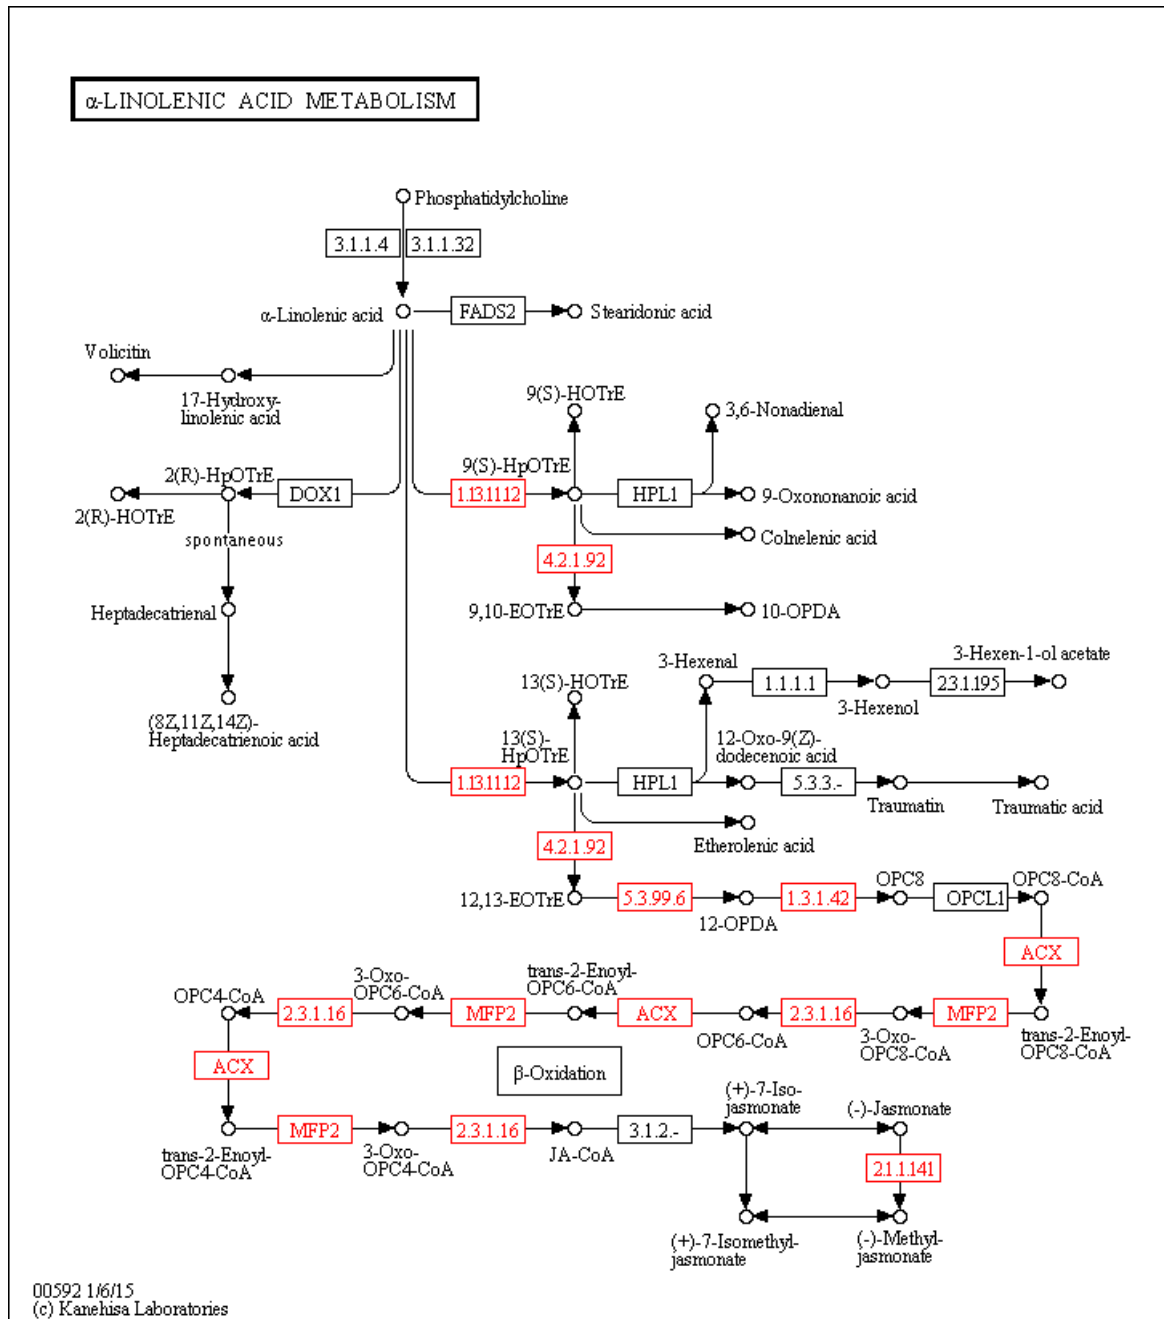 α-LINOLENIC ACID METABOLISM
Phosphatidylcholine
3.1.1.4
3.1.1.32
α-Linolenic acid
FADS2
Stearidonic acid
Volicitin
17-Hydroxy-
linolenic acid
9(S)-HOTrE
3,6-Nonadienal
2(R)-HpOTrE
9(S)-HpOTrE
DOX1
1.13.11.12
HPL1
9-Oxononanoic acid
2(R)-HOTrE
spontaneous
Colnelenic acid
4.2.1.92
Heptadecatrienal
9,10-EOTrE
10-OPDA
3-Hexenal
3-Hexen-1-ol acetate
13(S)-HOTrE
1.1.1.1
2.3.1.195
3-Hexenol
(8Z,11Z,14Z)-
Heptadecatrienoic acid
13(S)-
HpOTrE
12-Oxo-9(Z)-
dodecenoic acid
1.13.11.12
HPL1
5.3.3.-
Traumatin
Traumatic acid
Etherolenic acid
4.2.1.92
12,13-EOTrE
5.3.99.6
12-OPDA
1.3.1.42
OPC8
OPCL1
OPC8-CoA
ACX
OPC4-CoA
2.3.1.16
3-Oxo-
OPC6-CoA
MFP2
trans-2-Enoyl-
OPC6-CoA
ACX
OPC6-CoA
2.3.1.16
3-Oxo-
OPC8-CoA
MFP2
trans-2-Enoyl-
OPC8-CoA
ACX
β-Oxidation
trans-2-Enoyl-
OPC4-CoA
MFP2
3-Oxo-
OPC4-CoA
2.3.1.16
JA-CoA
3.1.2.-
(+)-7-Iso-
jasmonate
(-)-Jasmonate
2.1.1.141
(+)-7-Isomethyl-
jasmonate
(-)-Methyl-
jasmonate
00592 1/6/15
(c) Kanehisa Laboratories